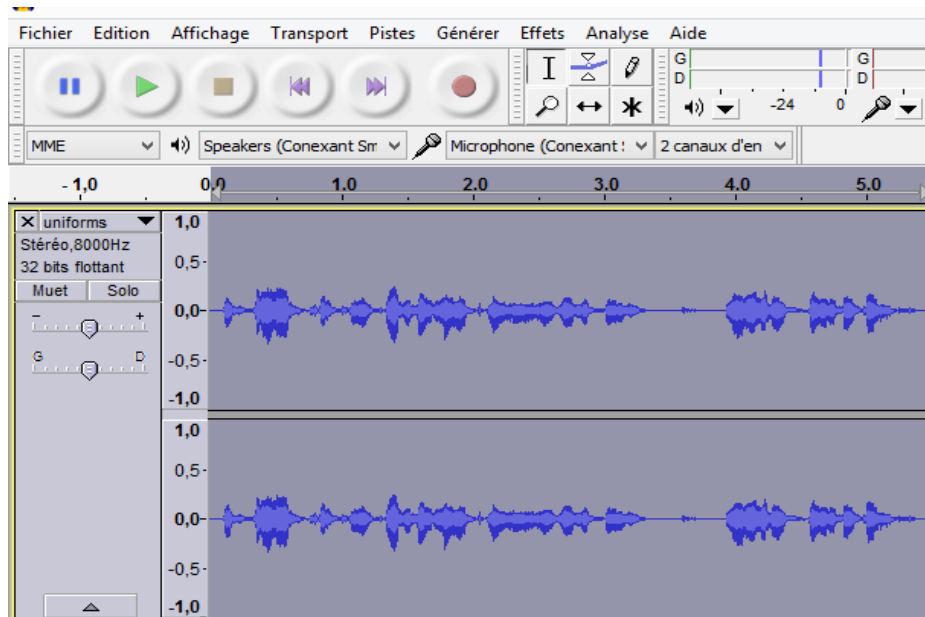 Fichier Edition Affichage Transport Pistes Générer Effets Analyse Aide
G G
D D
-24 0
MME Speakers (Conexant Sm Microphone (Conexant : 2 canaux d'en
- 1,0 0,0 1.0 2.0 3.0 4.0 5.0
uniforms
Stéréo,8000Hz
32 bits flottant
Muet Solo
- +
G D
1,0
0,5
0,0
-0,5
-1,0
1,0
0,5
0,0
-0,5
-1,0